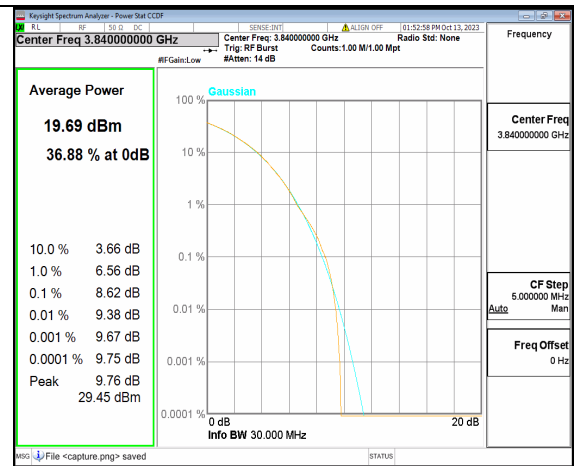 Keysight Spectrum Analyzer - Power Stat CCDF
RL RF 50 Ω DC SENSE:INT ALIGN OFF 01:52:58 PM Oct 13, 2023
Center Freq 3.840000000 GHz
Center Freq: 3.840000000 GHz Radio Std: None
Trig: RF Burst Counts:1.00 M/1.00 Mpt
#IFGain:Low #Atten: 14 dB
Frequency
Average Power
19.69 dBm
36.88 % at 0dB
10.0 % 3.66 dB
1.0 % 6.56 dB
0.1 % 8.62 dB
0.01 % 9.38 dB
0.001 % 9.67 dB
0.0001 % 9.75 dB
Peak 9.76 dB
29.45 dBm
Gaussian
100 %
10 %
1 %
0.1 %
0.01 %
0.001 %
0.0001 %
0 dB 20 dB
Info BW 30.000 MHz
Center Freq
3.840000000 GHz
CF Step
5.000000 MHz
Auto Man
Freq Offset
0 Hz
MSG File <capture.png> saved STATUS